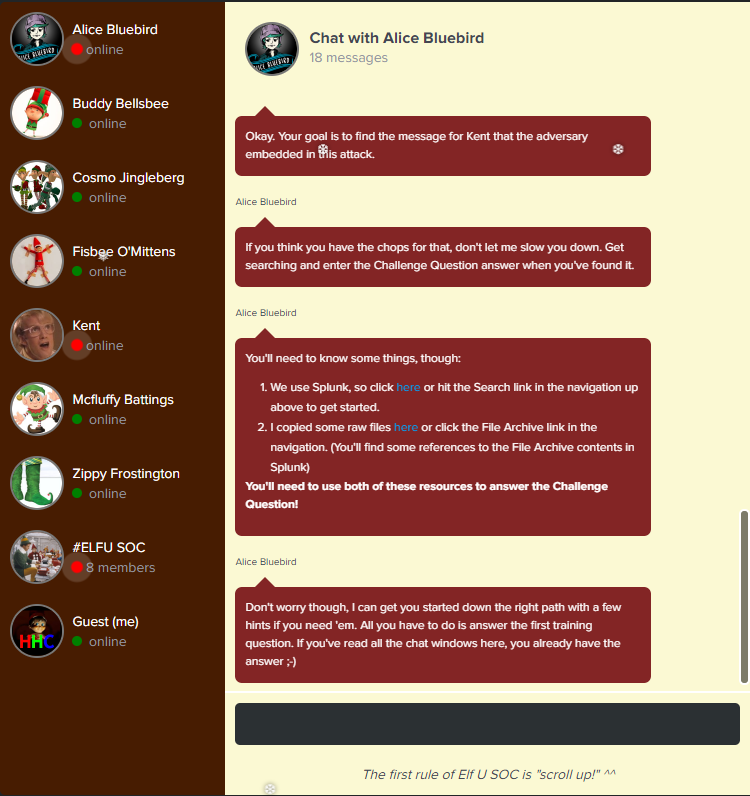 Alice Bluebird
online
Buddy Bellsbee
online
Cosmo Jingleberg
online
Fisbee O'Mittens
online
Kent
online
Mcfluffy Battings
online
Zippy Frostington
online
#ELFU SOC
8 members
Guest (me)
online
HHC
ALICE BLUEBIRD
Chat with Alice Bluebird
18 messages
Okay. Your goal is to find the message for Kent that the adversary
embedded in this attack.
Alice Bluebird
If you think you have the chops for that, don't let me slow you down. Get
searching and enter the Challenge Question answer when you've found it.
Alice Bluebird
You'll need to know some things, though:
1. We use Splunk, so click here or hit the Search link in the navigation up
above to get started.
2. I copied some raw files here or click the File Archive link in the
navigation. (You'll find some references to the File Archive contents in
Splunk)
You'll need to use both of these resources to answer the Challenge
Question!
Alice Bluebird
Don't worry though, I can get you started down the right path with a few
hints if you need 'em. All you have to do is answer the first training
question. If you've read all the chat windows here, you already have the
answer ;-)
The first rule of Elf U SOC is "scroll up!" ^^